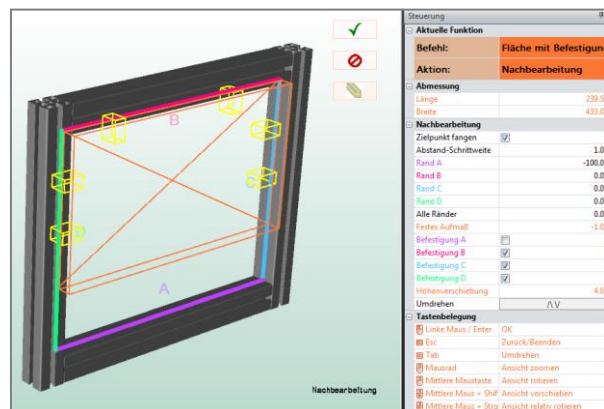 B
C
D
A
Nachbearbeitung
Steuerung
Aktuelle Funktion
Befehl: Fläche mit Befestigun
Aktion: Nachbearbeitung
Abmessung
Länge 239.5
Breite 433.0
Nachbearbeitung
Zielpunkt fangen
Abstand-Schrittweite 1.0
Rand A -100.0
Rand B 0.0
Rand C 0.0
Rand D 0.0
Alle Ränder 0.0
Festes Aufmaß -1.0
Befestigung A
Befestigung B
Befestigung C
Befestigung D
Höhenverschiebung 4.0
Umdrehen /\ \/
Tastenbelegung
Linke Maus / Enter OK
Esc Zurück/Beenden
Tab Umdrehen
Mausrad Ansicht zoomen
Mittlere Maustaste Ansicht rotieren
Mittlere Maus + Shif Ansicht verschieben
Mittlere Maus + Strg Ansicht relativ rotieren